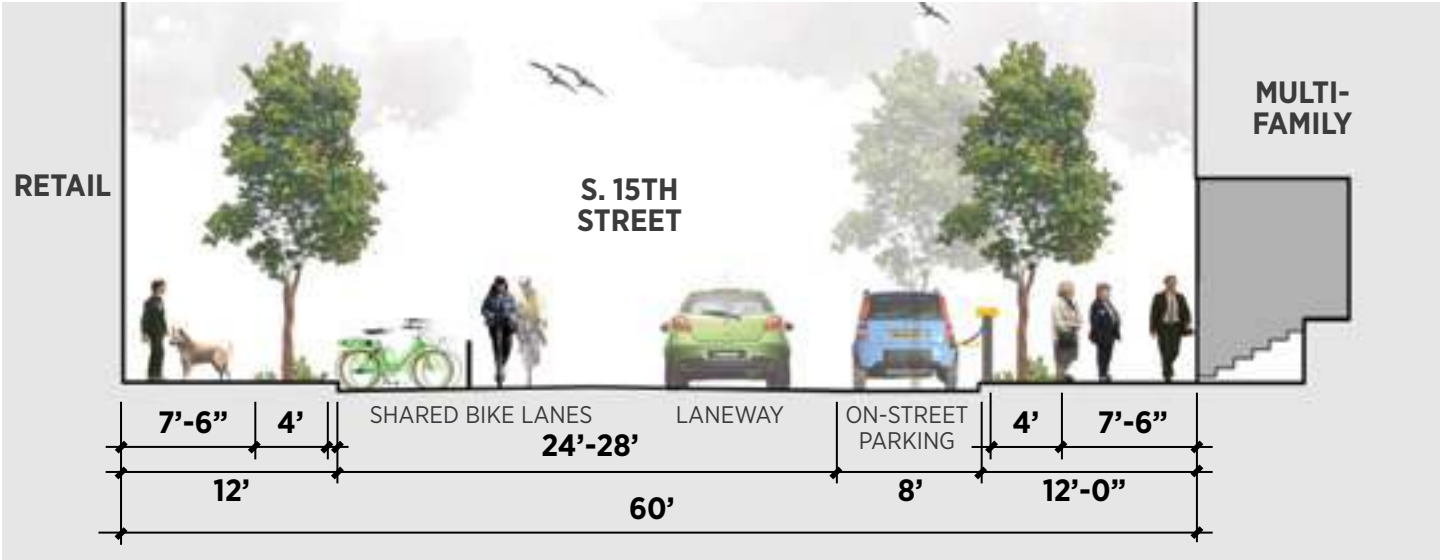 RETAIL
S. 15TH
STREET
MULTI-
FAMILY
SHARED BIKE LANES
LANEWAY
ON-STREET
PARKING
7’-6”
4’
24’-28’
4’
7’-6”
12’
8’
12’-0”
60’